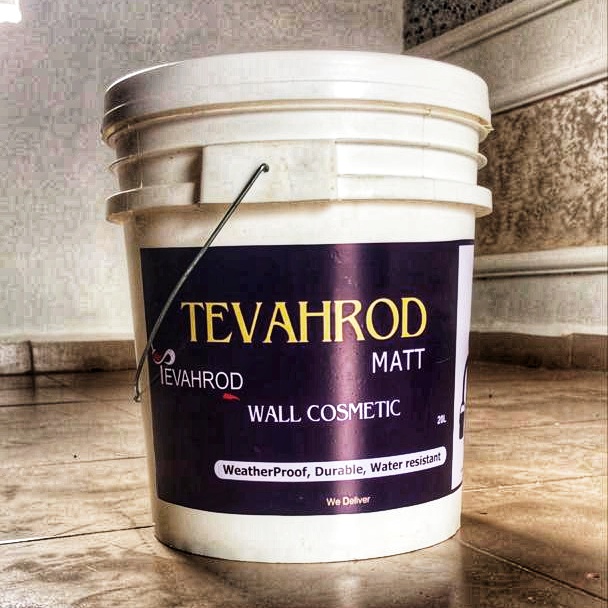 TEVAHROD
MATT
TEVAHROD
WALL COSMETIC
20L
WeatherProof, Durable, Water resistant
We Deliver